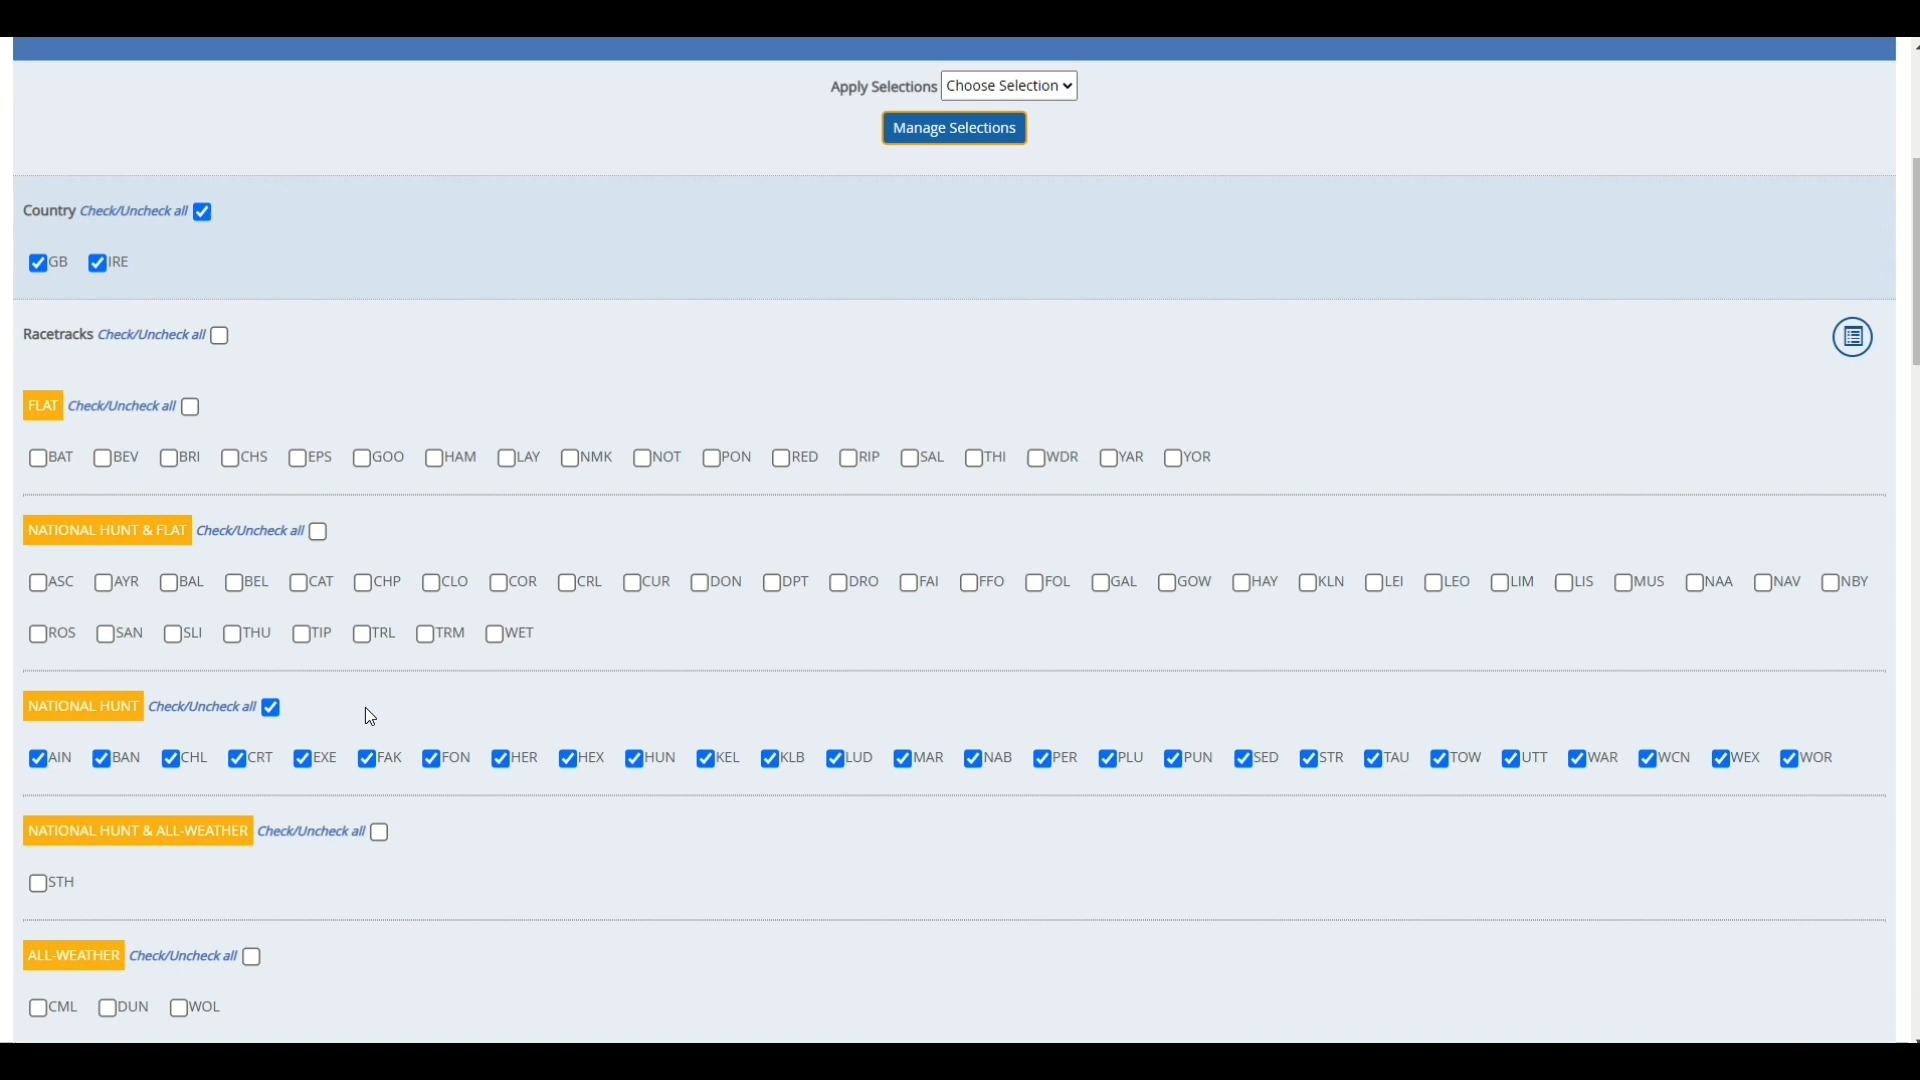 Apply Selections Choose Selection
Manage Selections
Country Check/Uncheck all
GB IRE
Racetracks Check/Uncheck all
FLAT Check/Uncheck all
BAT BEV BRI CHS EPS GOO HAM LAY NMK NOT PON RED RIP SAL THI WDR YAR YOR
NATIONAL HUNT & FLAT Check/Uncheck all
ASC AYR BAL BEL CAT CHP CLO COR CRL CUR DON DPT DRO FAI FFO FOL GAL GOW HAY KLN LEI LEO LIM LIS MUS NAA NAV NBY
ROS SAN SLI THU TIP TRL TRM WET
NATIONAL HUNT Check/Uncheck all
AIN BAN CHL CRT EXE FAK FON HER HEX HUN KEL KLB LUD MAR NAB PER PLU PUN SED STR TAU TOW UTT WAR WCN WEX WOR
NATIONAL HUNT & ALL-WEATHER Check/Uncheck all
STH
ALL-WEATHER Check/Uncheck all
CML DUN WOL